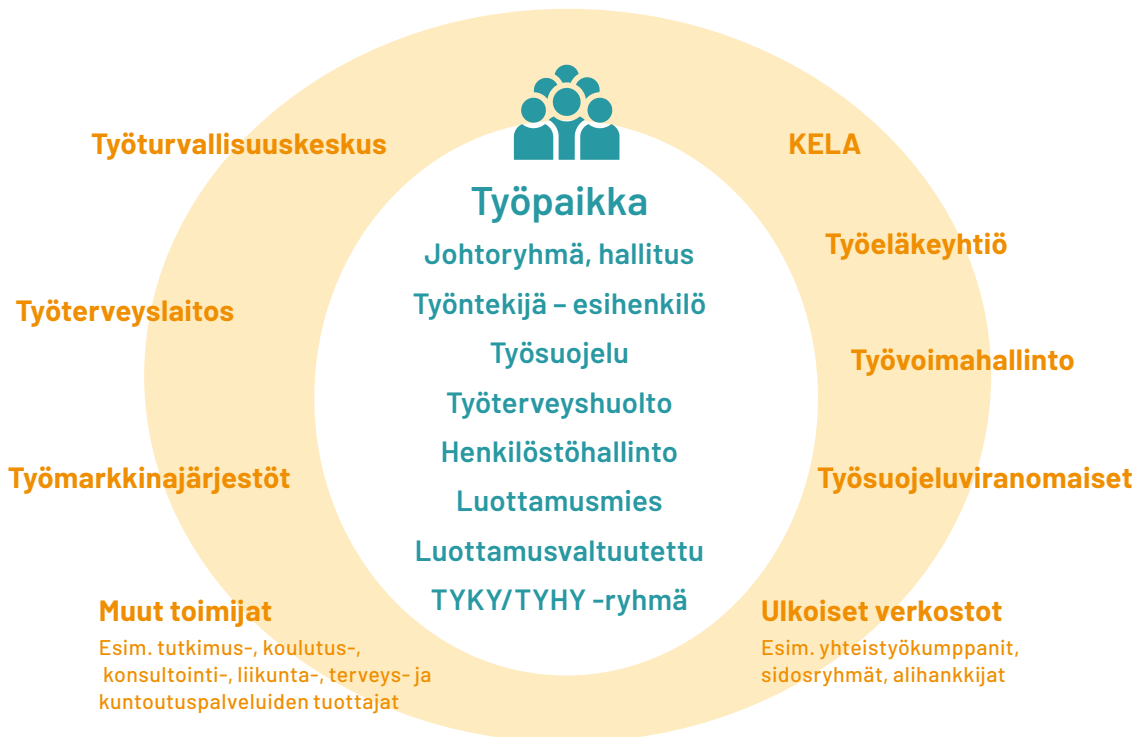 Työturvallisuuskeskus
KELA
Työpaikka
Johtoryhmä, hallitus
Työeläkeyhtiö
Työntekijä – esihenkilö
Työterveyslaitos
Työsuojelu
Työvoimahallinto
Työterveyshuolto
Henkilöstöhallinto
Työmarkkinajärjestöt
Työsuojeluviranomaiset
Luottamusmies
Luottamusvaltuutettu
TYKY/TYHY -ryhmä
Muut toimijat
Esim. tutkimus-, koulutus-,
konsultointi-, liikunta-, terveys- ja
kuntoutuspalveluiden tuottajat
Ulkoiset verkostot
Esim. yhteistyökumppanit,
sidosryhmät, alihankkijat